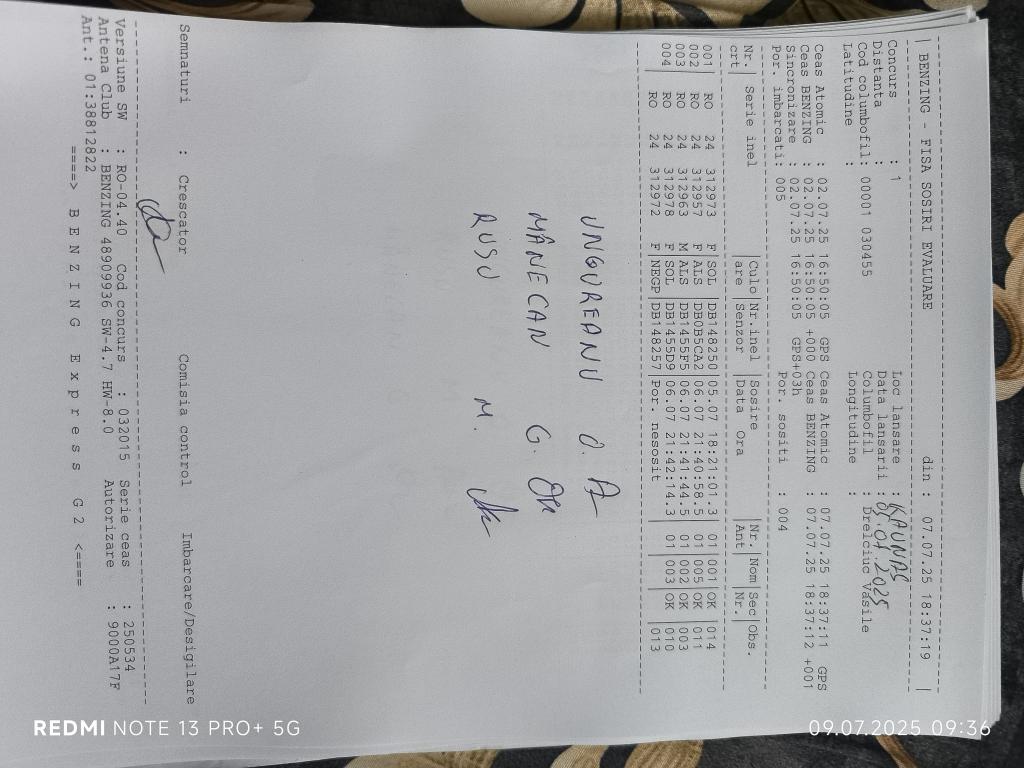 | BENZING - FISA SOSIRI EVALUARE din : 07.07.25 18:37:19 |
Concurs : 1 Loc lansare : KAUNAS
Distanta : Data lansarii : 05.07.2025
Cod columbofil: 00001 030455 Columbofil : Drelciuc Vasile
Latitudine : Longitudine :
Ceas Atomic : 02.07.25 16:50:05 GPS Ceas Atomic : 07.07.25 18:37:11 GPS
Ceas BENZING : 02.07.25 16:50:05 +000 Ceas BENZING : 07.07.25 18:37:12 +001
Sincronizare : 02.07.25 16:50:05 GPS+03h
Por. imbarcati: 005 Por. sositi : 004
Nr. Serie inel |Culo|Nr.inel |Sosire |Nr.|Nom|Sec|Obs.
crt |are |Senzor |Data Ora |Ant| |Nr.|
001| RO 24 312973 F|SOL |DB148250|05.07 18:21:01.3| 01|001|OK |014
002| RO 24 312957 F|ALS |DB0B5CA2|06.07 21:40:58.5| 01|005|OK |011
003| RO 24 312963 M|ALS |DB1455F5|06.07 21:41:44.5| 01|002|OK |003
004| RO 24 312978 F|SOL |DB1455D9|06.07 21:42:14.3| 01|003|OK |010
RO 24 312972 F|NEGP|DB148257|Por. nesosit | | | |013
UNGUREANU O.
MANECAN G.
RUSU M.
Semnaturi : Crescator Comisia control Imbarcare/Desigilare
Versiune SW : RO-04.40 Cod concurs : 032015 Serie ceas : 250534
Antena Club : BENZING 48909936 SW-4.7 HW-8.0 Autorizare : 9000A17F
Ant.: 01:38812822
====> B E N Z I N G E x p r e s s G 2 <====
REDMI NOTE 13 PRO+ 5G
09.07.2025 09:36